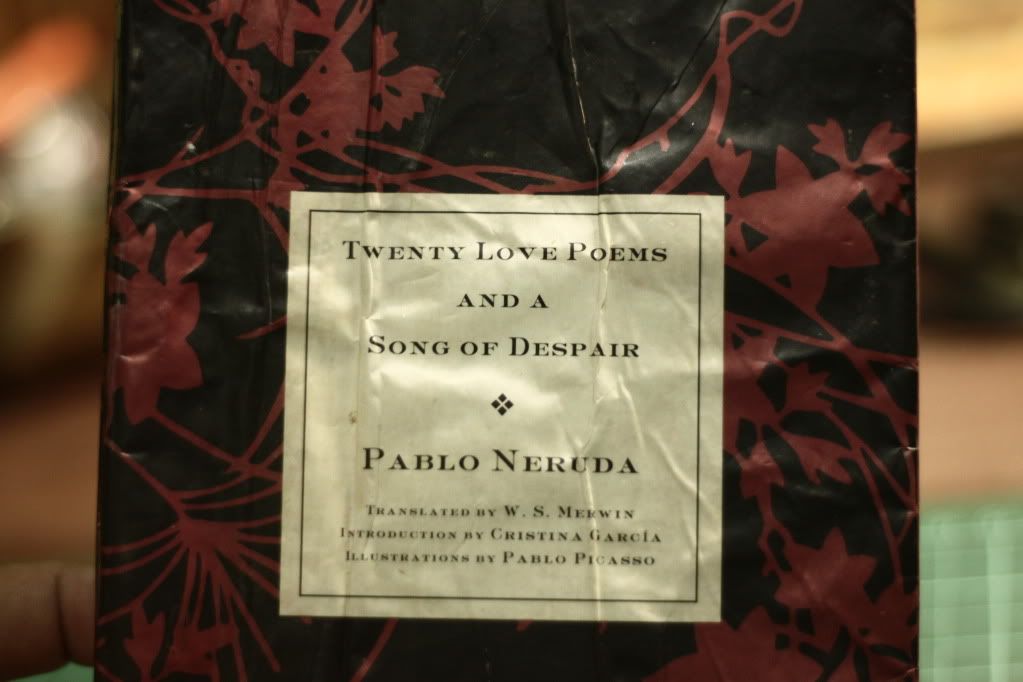 Twenty Love Poems
and a
Song of Despair
Pablo Neruda
Translated by W. S. Merwin
Introduction by Cristina García
Illustrations by Pablo Picasso